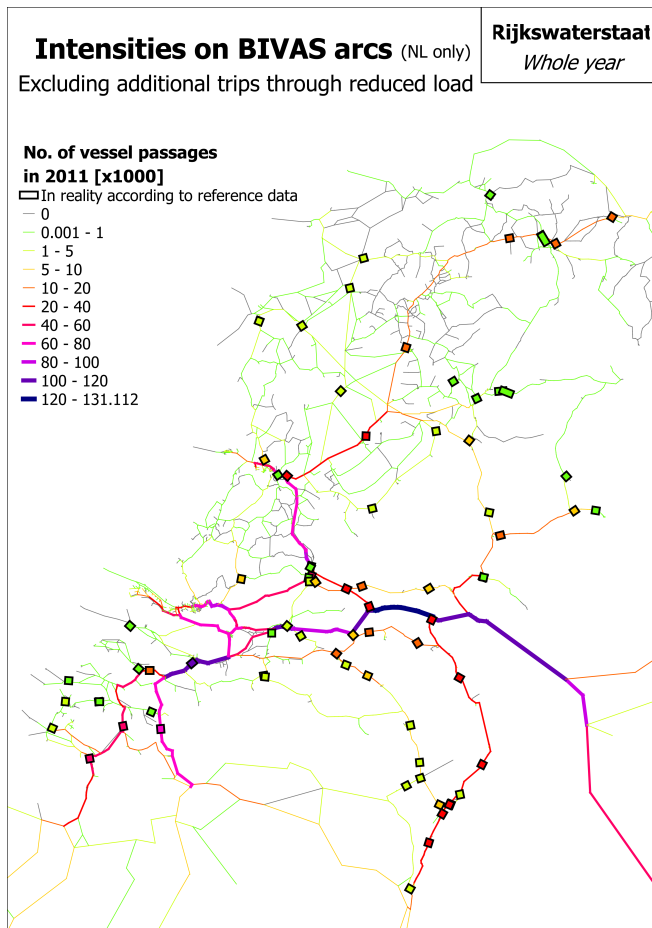 Intensities on BIVAS arcs (NL only)
Excluding additional trips through reduced load
Rijkswaterstaat
Whole year
No. of vessel passages
in 2011 [x1000]
In reality according to reference data
0
0.001 - 1
1 - 5
5 - 10
10 - 20
20 - 40
40 - 60
60 - 80
80 - 100
100 - 120
120 - 131.112